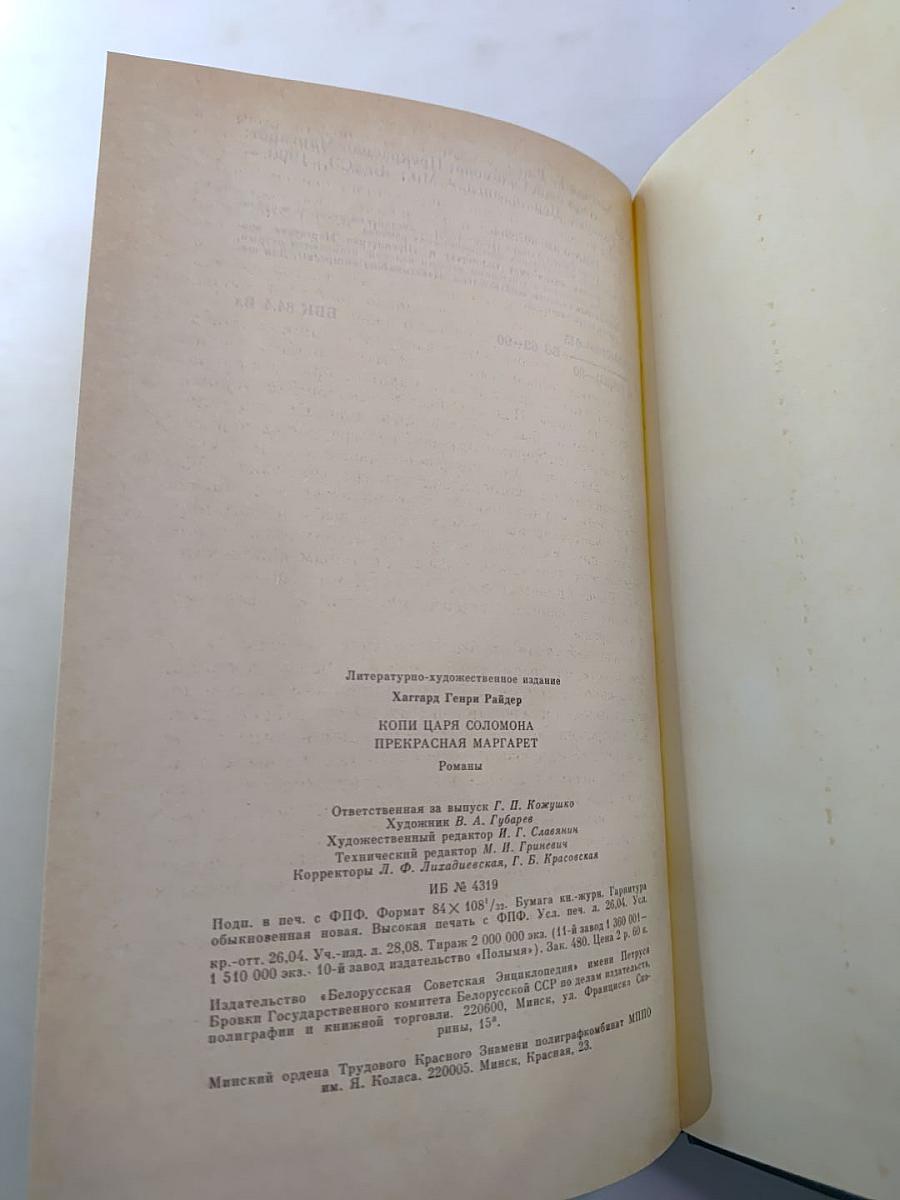 Литературно-художественное издание
Хаггард Генри Райдер
КОПИ ЦАРЯ СОЛОМОНА
ПРЕКРАСНАЯ МАРГАРЕТ
Романы
Ответственная за выпуск Г. П. Кожушко
Художник В. А. Губарев
Художественный редактор И. Г. Славянин
Технический редактор М. И. Гриневич
Корректоры Л. Ф. Лихадиевская, Г. Б. Красовская
ИБ № 4319
Подп. в печ. с ФПФ. Формат 84×108¹/₃₂. Бумага кн.-журн. Гарнитура
обыкновенная новая. Высокая печать с ФПФ. Усл. печ. л. 26,04. Усл.
кр.-отт. 26,04. Уч.-изд. л. 28,08. Тираж 2 000 000 экз. (11-й завод 1 360 001—
1 510 000 экз.- 10-й завод издательство «Полымя»). Зак. 480. Цена 2 р. 60 к.
Издательство «Белорусская Советская Энциклопедия» имени Петруся
Бровки Государственного комитета Белорусской ССР по делам издательств,
полиграфии и книжной торговли. 220600, Минск, ул. Франциска Ско-
рины, 15ᵃ.
Минский ордена Трудового Красного Знамени полиграфкомбинат МППО
им. Я. Коласа. 220005. Минск, Красная, 23.